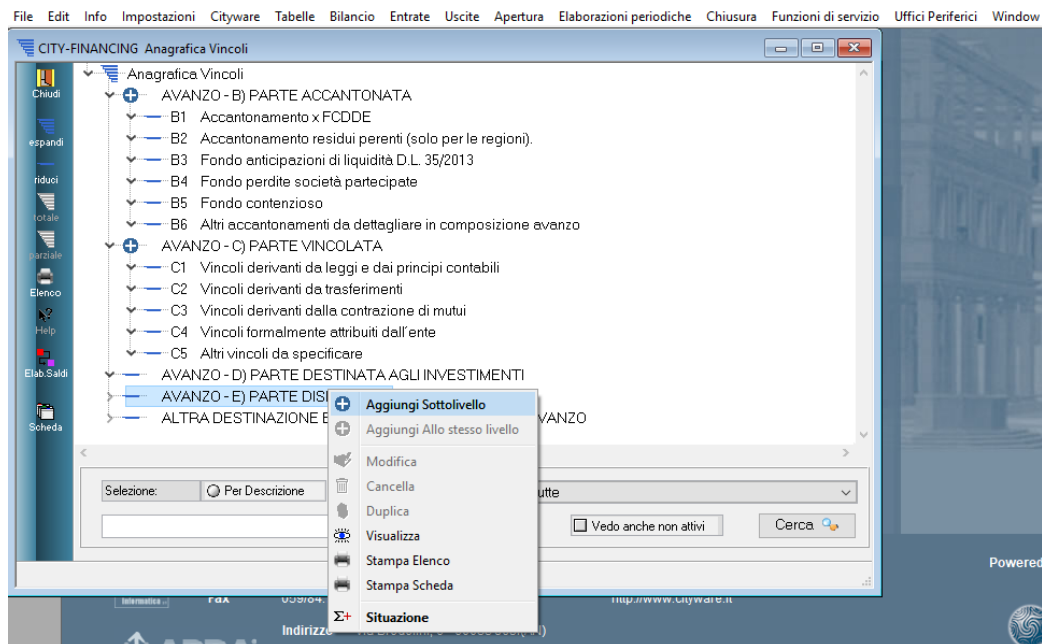 File Edit Info Impostazioni Cityware Tabelle Bilancio Entrate Uscite Apertura Elaborazioni periodiche Chiusura Funzioni di servizio Uffici Periferici Window
CITY-FINANCING Anagrafica Vincoli
Chiudi
espandi
riduci
totale
parziale
Elenco
Help
Elab.Saldi
Scheda
Anagrafica Vincoli
AVANZO - B) PARTE ACCANTONATA
B1 Accantonamento x FCDDE
B2 Accantonamento residui perenti (solo per le regioni).
B3 Fondo anticipazioni di liquidità D.L. 35/2013
B4 Fondo perdite società partecipate
B5 Fondo contenzioso
B6 Altri accantonamenti da dettagliare in composizione avanzo
AVANZO - C) PARTE VINCOLATA
C1 Vincoli derivanti da leggi e dai principi contabili
C2 Vincoli derivanti da trasferimenti
C3 Vincoli derivanti dalla contrazione di mutui
C4 Vincoli formalmente attribuiti dall'ente
C5 Altri vincoli da specificare
AVANZO - D) PARTE DESTINATA AGLI INVESTIMENTI
AVANZO - E) PARTE DISI
ALTRA DESTINAZIONE E VANZO
Aggiungi Sottolivello
Aggiungi Allo stesso livello
Modifica
Cancella
Duplica
Visualizza
Stampa Elenco
Stampa Scheda
Σ+ Situazione
Selezione: Per Descrizione utte
Vedo anche non attivi Cerca
Powered
Informatica Fax 059/84. http://www.cityware.it
Indirizzo